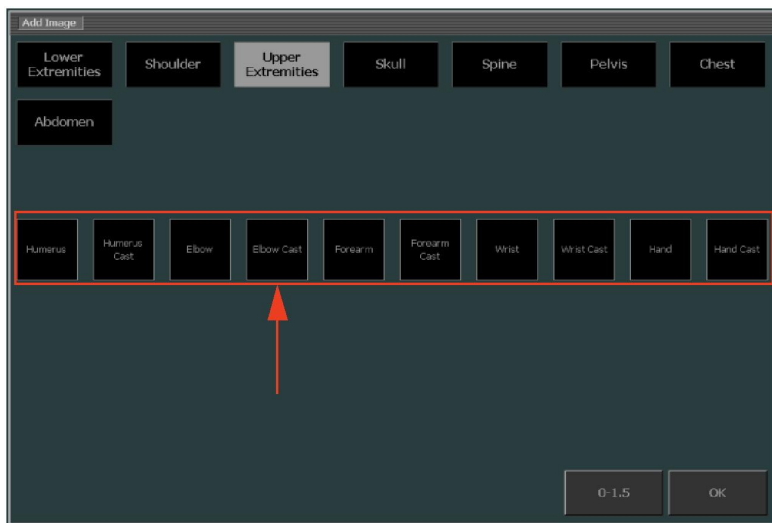 Add Image
Lower
Extremities
Shoulder
Upper
Extremities
Skull
Spine
Pelvis
Chest
Abdomen
Humerus
Humerus
Cast
Elbow
Elbow Cast
Forearm
Forearm
Cast
Wrist
Wrist Cast
Hand
Hand Cast
0-1.5
OK